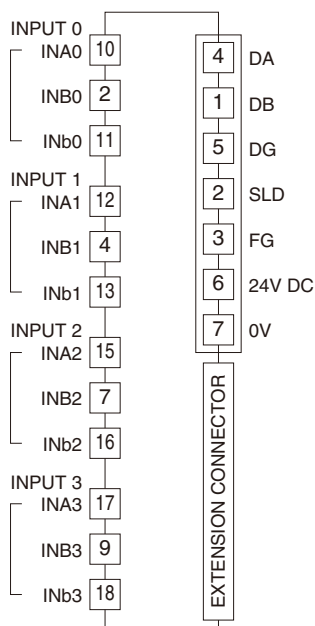 INPUT 0
INA0 10
INB0 2
INb0 11
INPUT 1
INA1 12
INB1 4
INb1 13
INPUT 2
INA2 15
INB2 7
INb2 16
INPUT 3
INA3 17
INB3 9
INb3 18
4 DA
1 DB
5 DG
2 SLD
3 FG
6 24V DC
7 0V
EXTENSION CONNECTOR